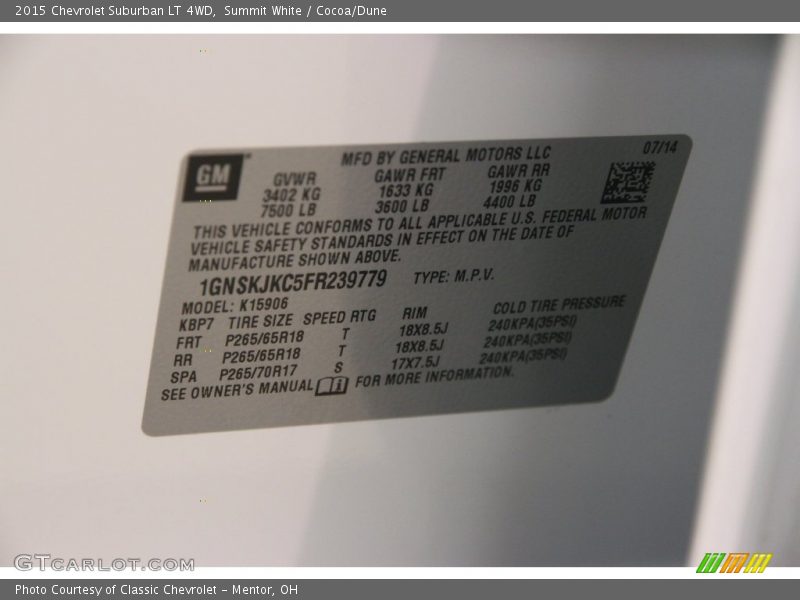 2015 Chevrolet Suburban LT 4WD, Summit White / Cocoa/Dune
GM
MFD BY GENERAL MOTORS LLC 07/14
GVWR GAWR FRT GAWR RR
3402 KG 1633 KG 1996 KG
7500 LB 3600 LB 4400 LB
THIS VEHICLE CONFORMS TO ALL APPLICABLE U.S. FEDERAL MOTOR
VEHICLE SAFETY STANDARDS IN EFFECT ON THE DATE OF
MANUFACTURE SHOWN ABOVE.
1GNSKJKC5FR239779 TYPE: M.P.V.
MODEL: K15906
KBP7 TIRE SIZE SPEED RTG RIM COLD TIRE PRESSURE
FRT P265/65R18 T 18X8.5J 240KPA(35PSI)
RR P265/65R18 T 18X8.5J 240KPA(35PSI)
SPA P265/70R17 S 17X7.5J 240KPA(35PSI)
SEE OWNER'S MANUAL FOR MORE INFORMATION.
GTCARLOT.COM
Photo Courtesy of Classic Chevrolet - Mentor, OH